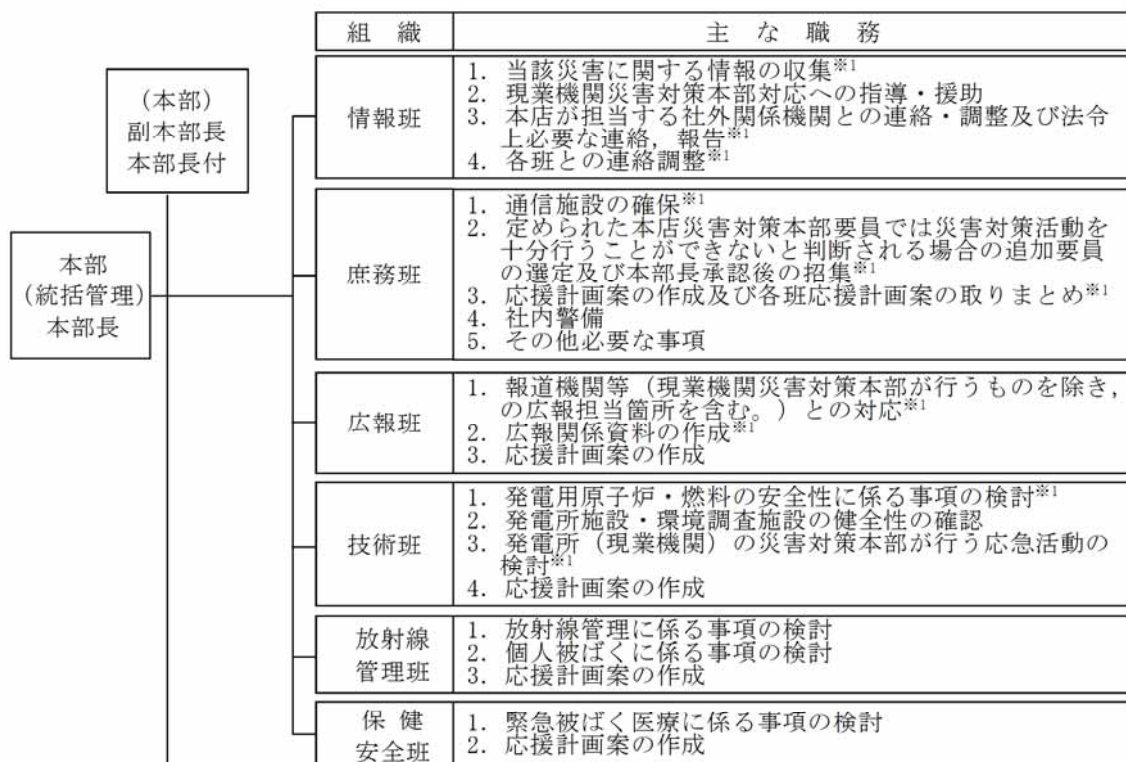 組 織 主 な 職 務
(本部)
副本部長
本部長付
本部
(統括管理)
本部長
情報班
1. 当該災害に関する情報の収集※1
2. 現業機関災害対策本部対応への指導・援助
3. 本店が担当する社外関係機関との連絡・調整及び法令
上必要な連絡，報告※1
4. 各班との連絡調整※1
庶務班
1. 通信施設の確保※1
2. 定められた本店災害対策本部要員では災害対策活動を
十分行うことができないと判断される場合の追加要員
の選定及び本部長承認後の招集※1
3. 応援計画案の作成及び各班応援計画案の取りまとめ※1
4. 社内警備
5. その他必要な事項
広報班
1. 報道機関等（現業機関災害対策本部が行うものを除き，
の広報担当箇所を含む。）との対応※1
2. 広報関係資料の作成※1
3. 応援計画案の作成
技術班
1. 発電用原子炉・燃料の安全性に係る事項の検討※1
2. 発電所施設・環境調査施設の健全性の確認
3. 発電所（現業機関）の災害対策本部が行う応急活動の
検討※1
4. 応援計画案の作成
放射線
管理班
1. 放射線管理に係る事項の検討
2. 個人被ばくに係る事項の検討
3. 応援計画案の作成
保 健
安全班
1. 緊急被ばく医療に係る事項の検討
2. 応援計画案の作成